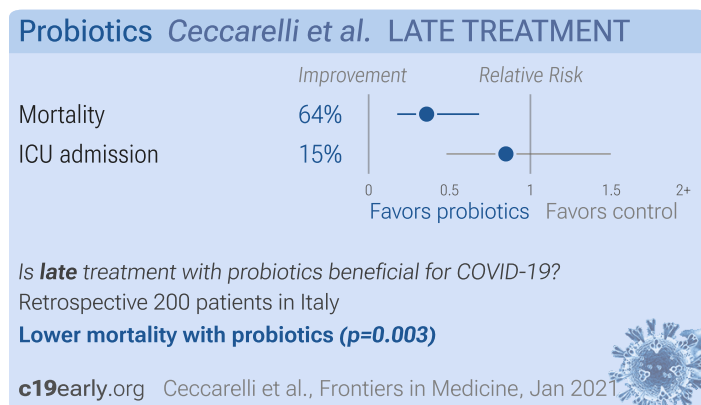 Probiotics Ceccarelli et al. LATE TREATMENT
Improvement Relative Risk
Mortality 64%
ICU admission 15%
0 0.5 1 1.5 2+
Favors probiotics Favors control
Is late treatment with probiotics beneficial for COVID-19?
Retrospective 200 patients in Italy
Lower mortality with probiotics (p=0.003)
c19early.org Ceccarelli et al., Frontiers in Medicine, Jan 2021